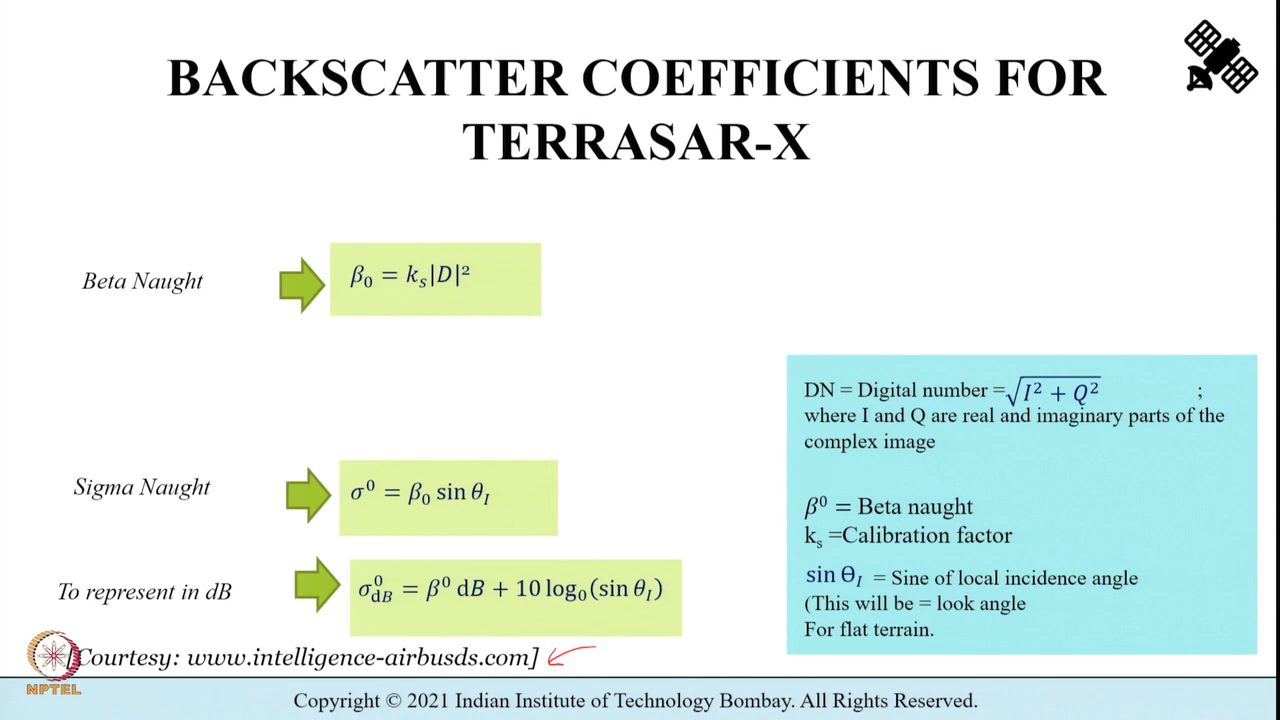 BACKSCATTER COEFFICIENTS FOR
TERRASAR-X
Beta Naught
β₀ = kₛ|D|²
Sigma Naught
σ⁰ = β₀ sin θ_I
To represent in dB
σ⁰_dB = β⁰ dB + 10 log₀(sin θ_I)
DN = Digital number =√(I² + Q²) ;
where I and Q are real and imaginary parts of the
complex image
β⁰ = Beta naught
kₛ =Calibration factor
sin θ_I = Sine of local incidence angle
(This will be = look angle
For flat terrain.
[Courtesy: www.intelligence-airbusds.com]
NPTEL
Copyright © 2021 Indian Institute of Technology Bombay. All Rights Reserved.